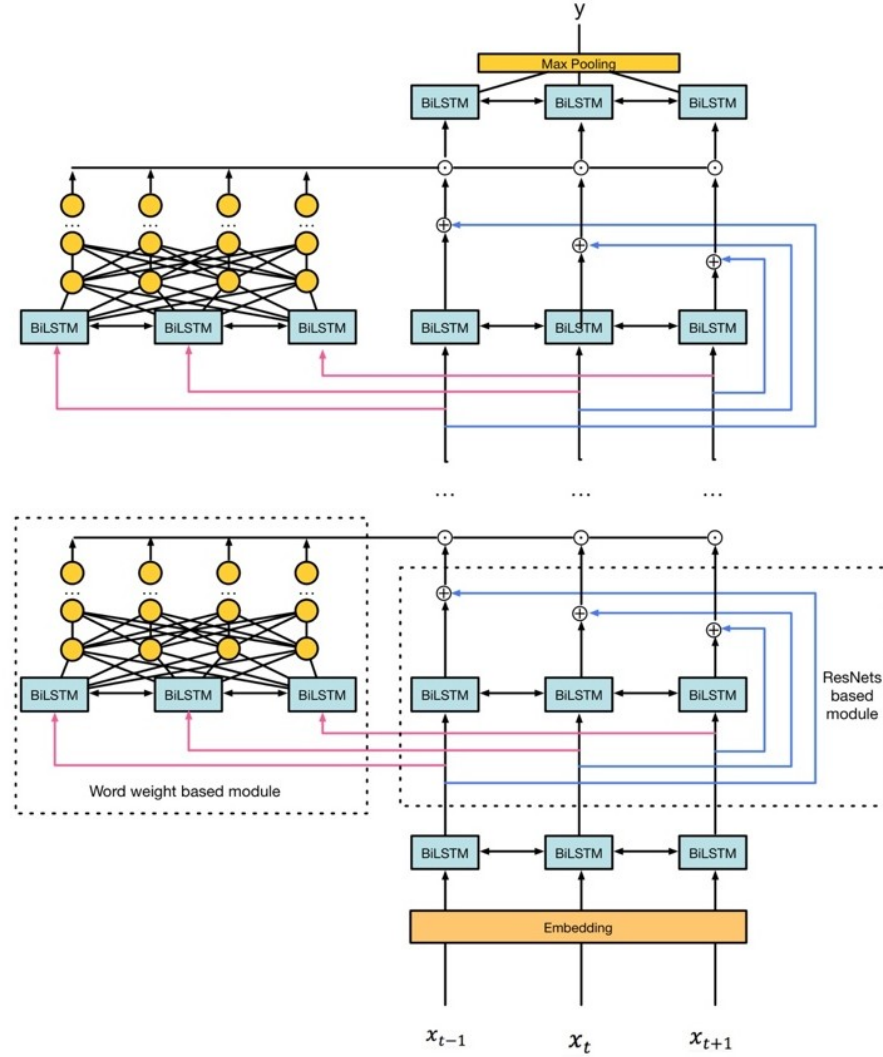 y
Max Pooling
BiLSTM BiLSTM BiLSTM
... ... ... ...
BiLSTM BiLSTM BiLSTM BiLSTM BiLSTM BiLSTM
... ... ...
... ... ... ...
BiLSTM BiLSTM BiLSTM BiLSTM BiLSTM BiLSTM
ResNets
based
module
Word weight based module
BiLSTM BiLSTM BiLSTM
Embedding
x_{t−1} x_t x_{t+1}